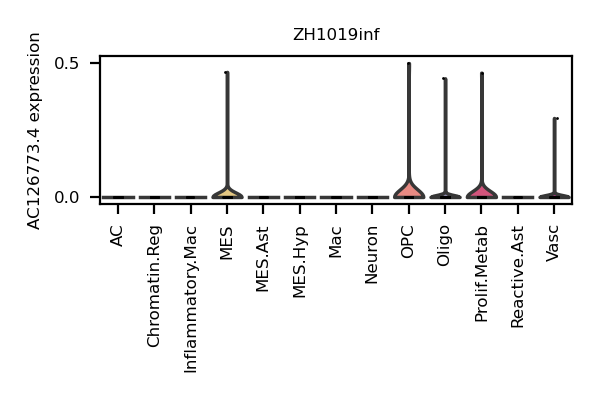 ZH1019inf
AC126773.4 expression
0.5
0.0
AC
Chromatin.Reg
Inflammatory.Mac
MES
MES.Ast
MES.Hyp
Mac
Neuron
OPC
Oligo
Prolif.Metab
Reactive.Ast
Vasc